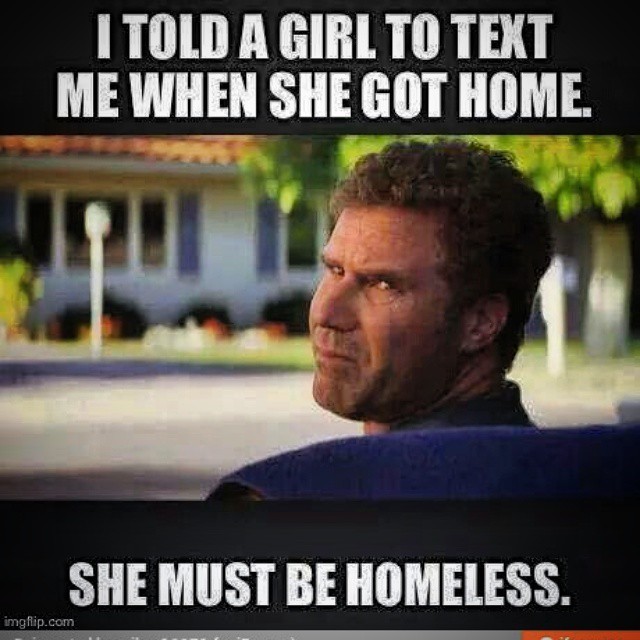 I TOLD A GIRL TO TEXT
ME WHEN SHE GOT HOME.
SHE MUST BE HOMELESS.
imgflip.com